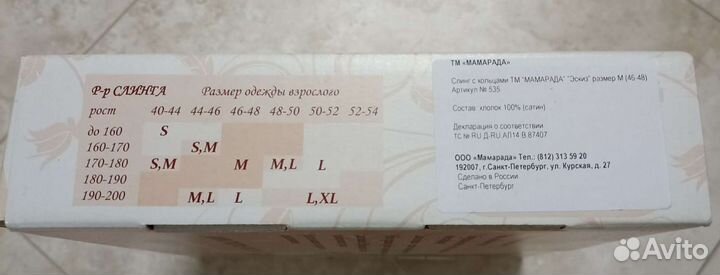 Р-р СЛИНГА Размер одежды взрослого
рост 40-44 44-46 46-48 48-50 50-52 52-54
до 160 S
160-170 S,M
170-180 S,M M M,L L
180-190
190-200 M,L L L,XL
ТМ «МАМАРАДА»
Слинг с кольцами ТМ "МАМАРАДА" "Эскиз" размер М (46-48)
Артикул № 535
Состав: хлопок 100% (сатин)
Декларация о соответствии
ТС № RU Д-RU.АЛ14.В.87407
ООО «Мамарада» Тел.: (812) 313 59 20
192007, г.Санкт-Петербург, ул. Курская, д. 27
Сделано в России
Санкт-Петербург
Avito